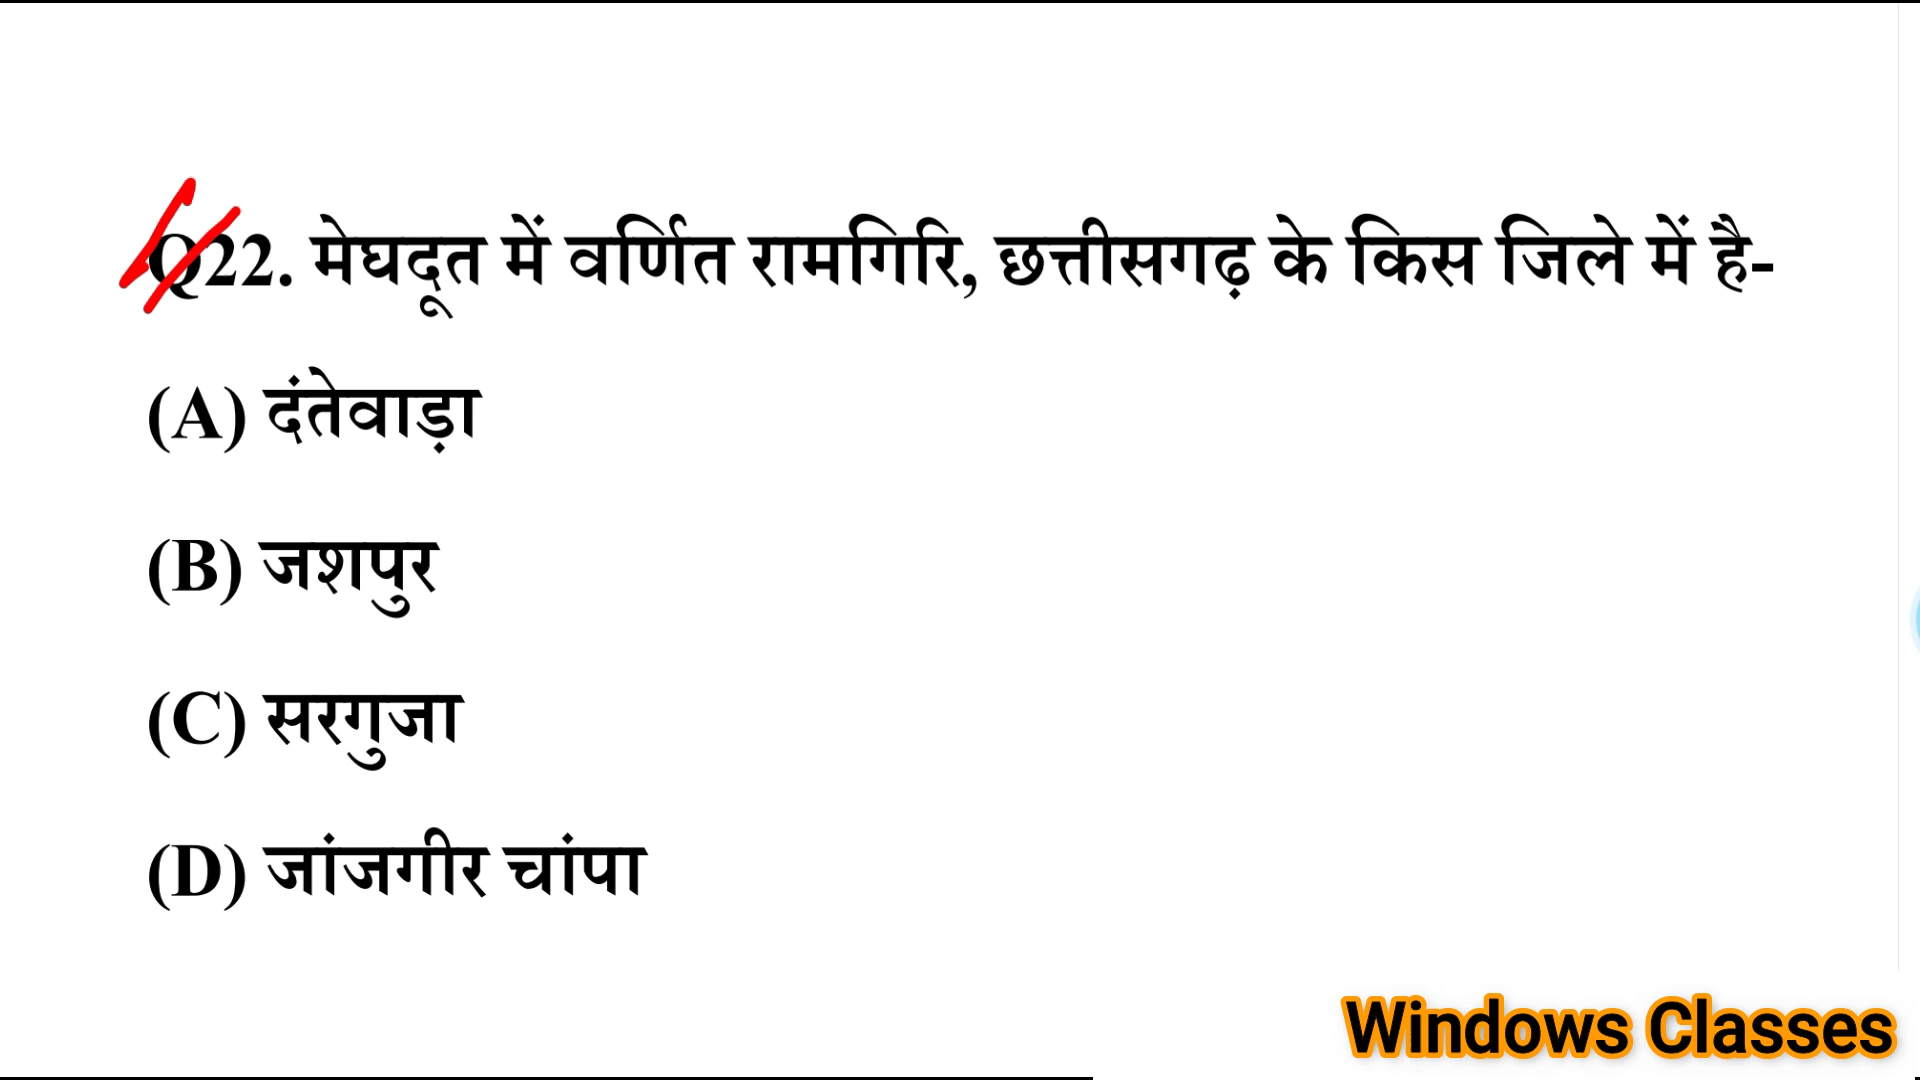 Q22. मेघदूत में वर्णित रामगिरि, छत्तीसगढ़ के किस जिले में है-
(A) दंतेवाड़ा
(B) जशपुर
(C) सरगुजा
(D) जांजगीर चांपा
Windows Classes